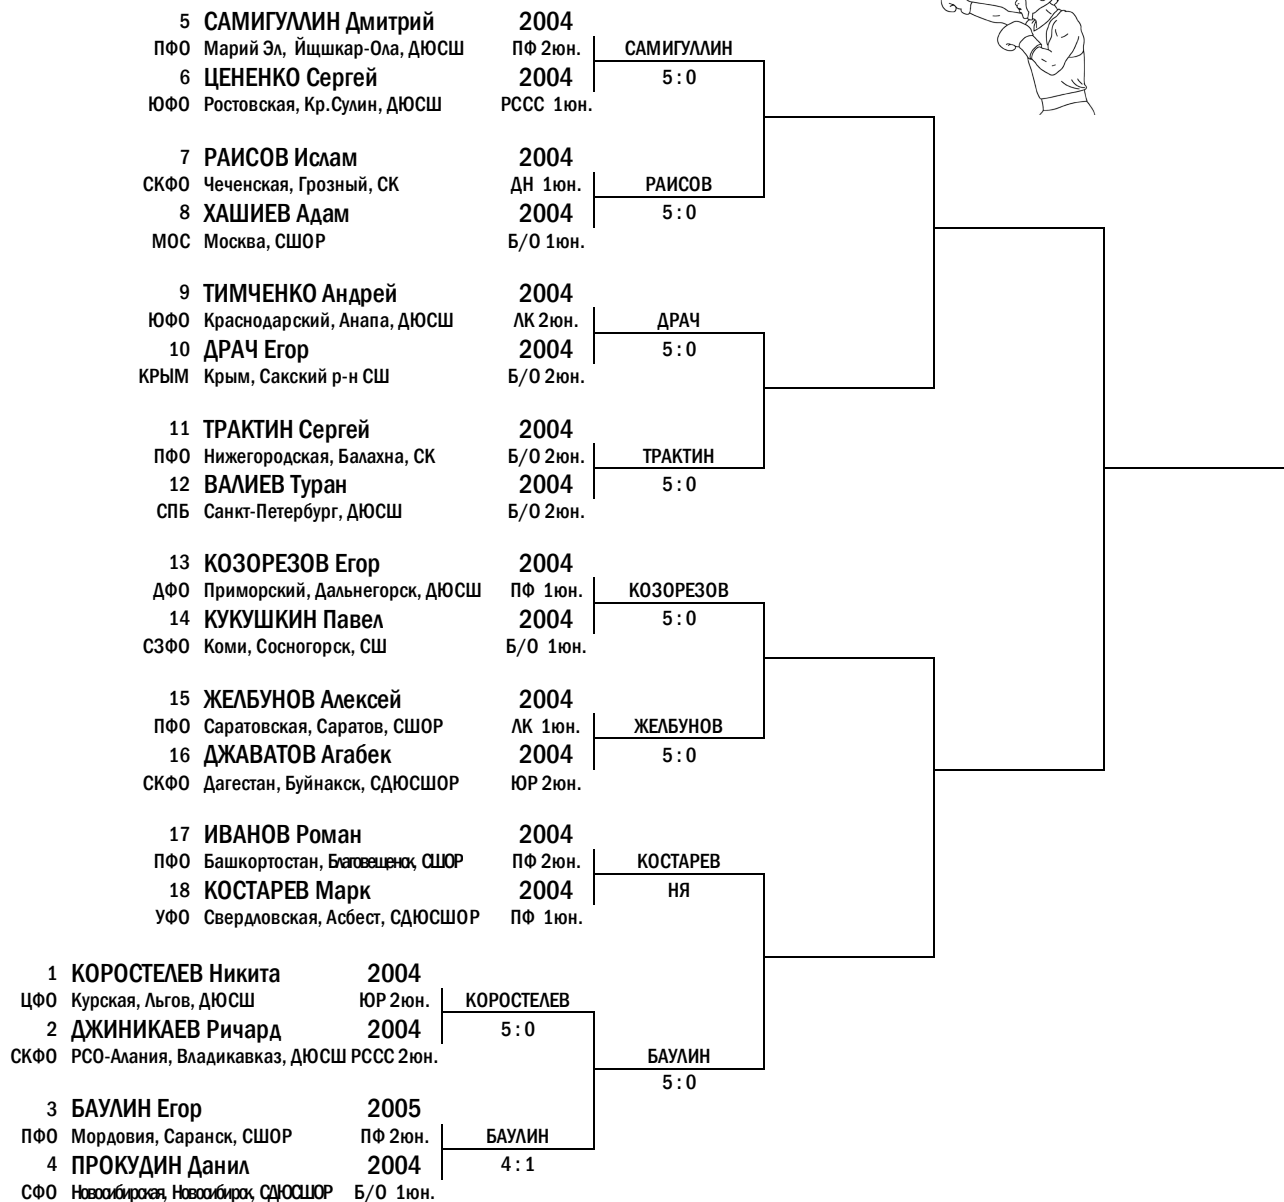 5 САМИГУЛЛИН Дмитрий 2004
ПФО Марий Эл, Йщшкар-Ола, ДЮСШ ПФ 2юн. САМИГУЛЛИН
6 ЦЕНЕНКО Сергей 2004 5 : 0
ЮФО Ростовская, Кр.Сулин, ДЮСШ РССС 1юн.
7 РАИСОВ Ислам 2004
СКФО Чеченская, Грозный, СК ДН 1юн. РАИСОВ
8 ХАШИЕВ Адам 2004 5 : 0
МОС Москва, СШОР Б/О 1юн.
9 ТИМЧЕНКО Андрей 2004
ЮФО Краснодарский, Анапа, ДЮСШ ЛК 2юн. ДРАЧ
10 ДРАЧ Егор 2004 5 : 0
КРЫМ Крым, Сакский р-н СШ Б/О 2юн.
11 ТРАКТИН Сергей 2004
ПФО Нижегородская, Балахна, СК Б/О 2юн. ТРАКТИН
12 ВАЛИЕВ Туран 2004 5 : 0
СПБ Санкт-Петербург, ДЮСШ Б/О 2юн.
13 КОЗОРЕЗОВ Егор 2004
ДФО Приморский, Дальнегорск, ДЮСШ ПФ 1юн. КОЗОРЕЗОВ
14 КУКУШКИН Павел 2004 5 : 0
СЗФО Коми, Сосногорск, СШ Б/О 1юн.
15 ЖЕЛБУНОВ Алексей 2004
ПФО Саратовская, Саратов, СШОР ЛК 1юн. ЖЕЛБУНОВ
16 ДЖАВАТОВ Агабек 2004 5 : 0
СКФО Дагестан, Буйнакск, СДЮСШОР ЮР 2юн.
17 ИВАНОВ Роман 2004
ПФО Башкортостан, Благовещенск, СШОР ПФ 2юн. КОСТАРЕВ
18 КОСТАРЕВ Марк 2004 НЯ
УФО Свердловская, Асбест, СДЮСШОР ПФ 1юн.
1 КОРОСТЕЛЕВ Никита 2004
ЦФО Курская, Льгов, ДЮСШ ЮР 2юн. КОРОСТЕЛЕВ
2 ДЖИНИКАЕВ Ричард 2004 5 : 0
СКФО РСО-Алания, Владикавказ, ДЮСШ РССС 2юн. БАУЛИН
5 : 0
3 БАУЛИН Егор 2005
ПФО Мордовия, Саранск, СШОР ПФ 2юн. БАУЛИН
4 ПРОКУДИН Данил 2004 4 : 1
СФО Новосибирская, Новосибирск, СДЮСШОР Б/О 1юн.